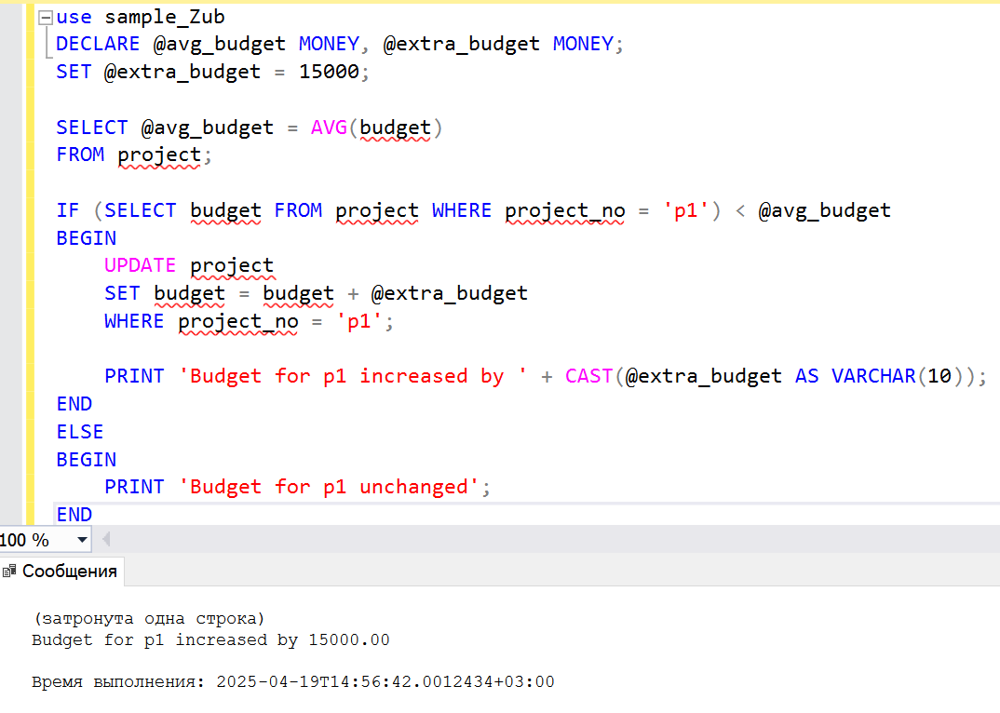 use sample_Zub
DECLARE @avg_budget MONEY, @extra_budget MONEY;
SET @extra_budget = 15000;

SELECT @avg_budget = AVG(budget)
FROM project;

IF (SELECT budget FROM project WHERE project_no = 'p1') < @avg_budget
BEGIN
    UPDATE project
    SET budget = budget + @extra_budget
    WHERE project_no = 'p1';

    PRINT 'Budget for p1 increased by ' + CAST(@extra_budget AS VARCHAR(10));
END
ELSE
BEGIN
    PRINT 'Budget for p1 unchanged';
END
100 %
Сообщения
(затронута одна строка)
Budget for p1 increased by 15000.00

Время выполнения: 2025-04-19T14:56:42.0012434+03:00